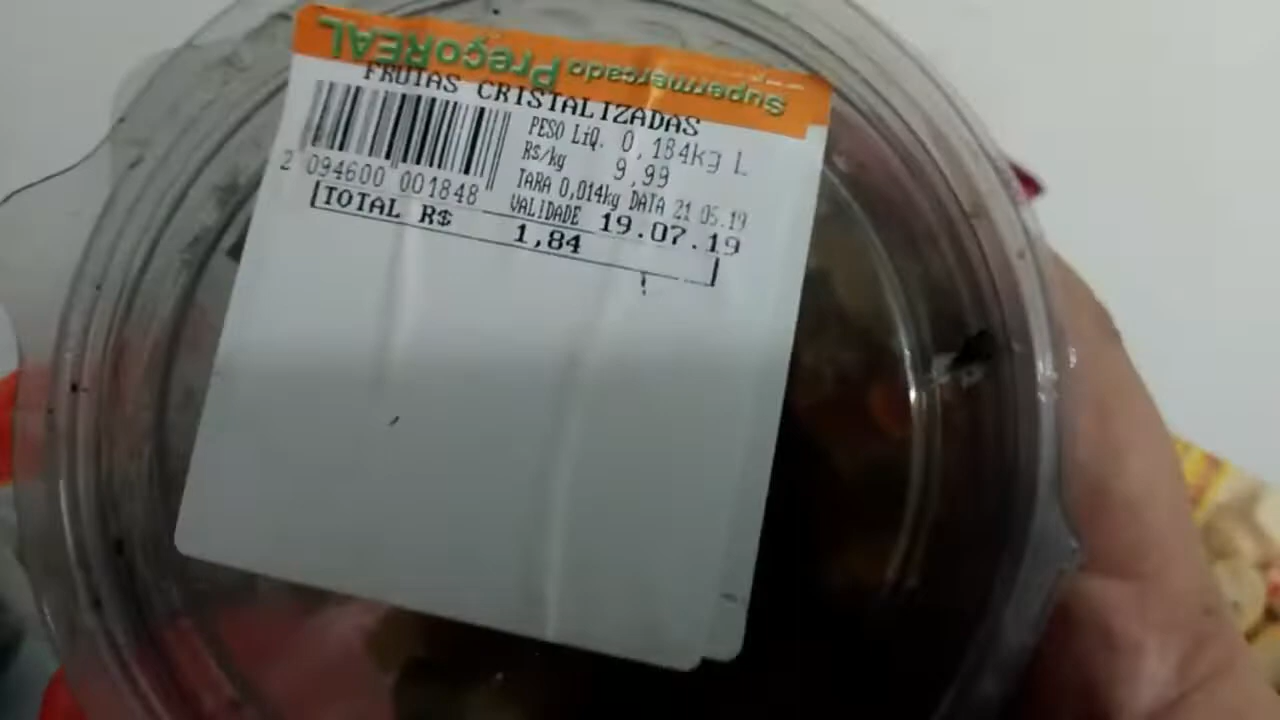 Supermercado PreçoREAL
FRUTAS CRISTALIZADAS
PESO LíQ. 0,184kg L
R$/kg 9,99
TARA 0,014kg DATA 21 05.19
VALIDADE 19.07.19
2 094600 001848
TOTAL R$ 1,84